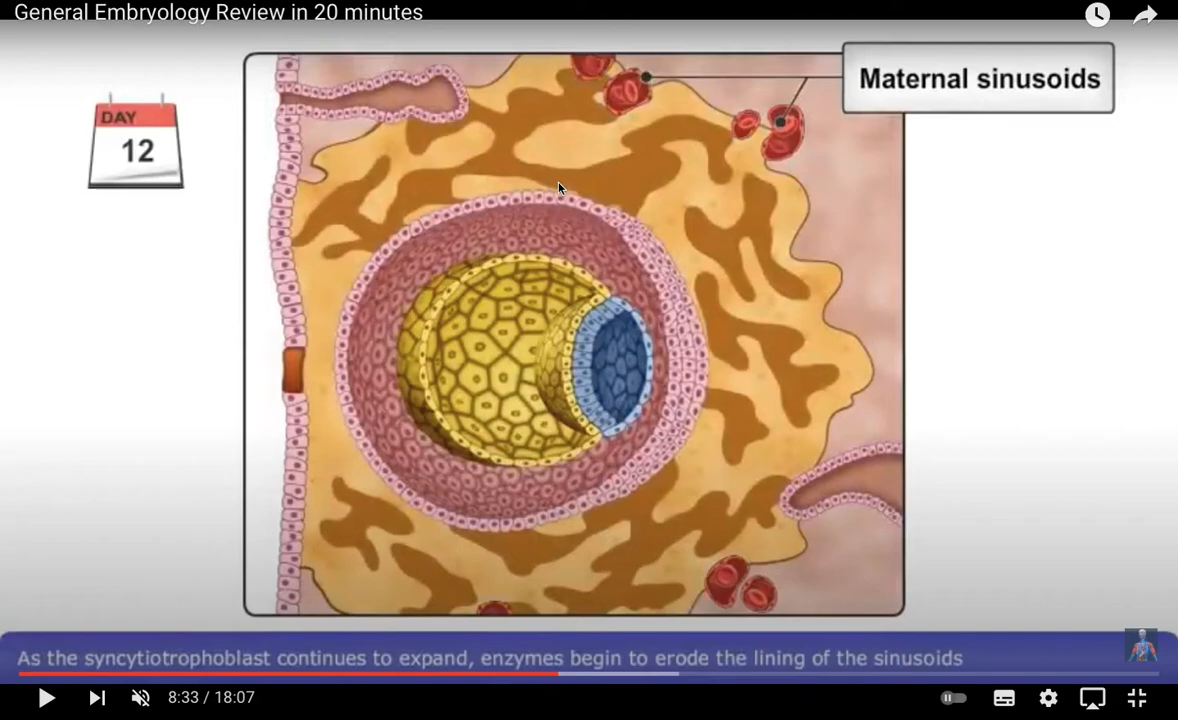 General Embryology Review in 20 minutes
Maternal sinusoids
DAY
12
As the syncytiotrophoblast continues to expand, enzymes begin to erode the lining of the sinusoids
8:33 / 18:07